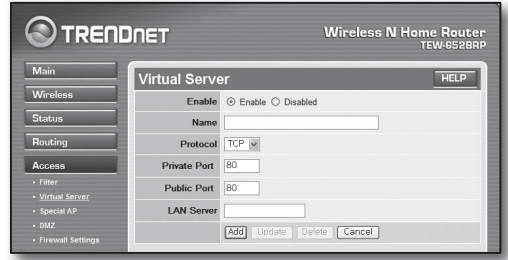 TRENDNET
Wireless N Home Router
TEW-652BRP
Main
Wireless
Status
Routing
Access
• Filter
• Virtual Server
• Special AP
• DMZ
• Firewall Settings
Virtual Server
HELP
Enable Enable Disabled
Name
Protocol TCP
Private Port 80
Public Port 80
LAN Server
Add Update Delete Cancel